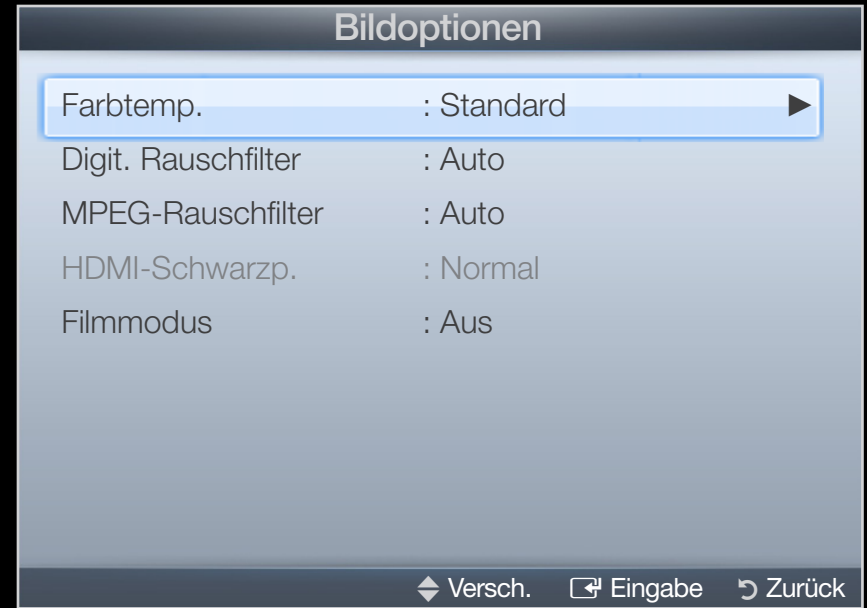 Bildoptionen
Farbtemp. : Standard ►
Digit. Rauschfilter : Auto
MPEG-Rauschfilter : Auto
HDMI-Schwarzp. : Normal
Filmmodus : Aus
Versch. Eingabe Zurück